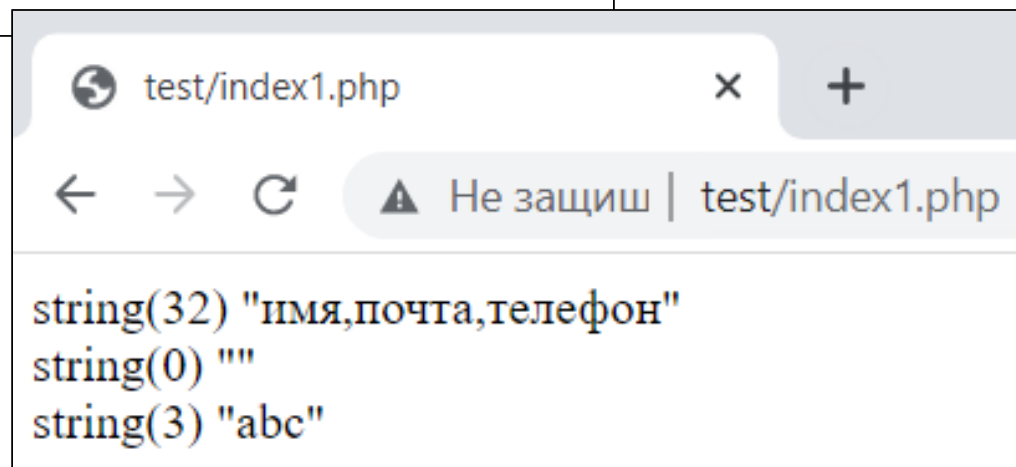 test/index1.php
Не защищ | test/index1.php
string(32) "имя,почта,телефон"
string(0) ""
string(3) "abc"